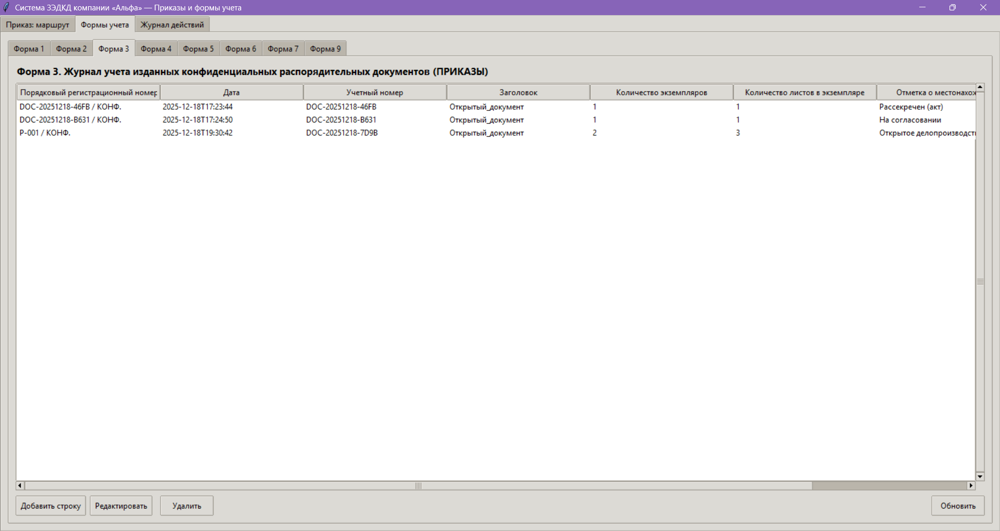 Система ЗЭДКД компании «Альфа» — Приказы и формы учета
Приказ: маршрут Формы учета Журнал действий
Форма 1 Форма 2 Форма 3 Форма 4 Форма 5 Форма 6 Форма 7 Форма 9
Форма 3. Журнал учета изданных конфиденциальных распорядительных документов (ПРИКАЗЫ)
Порядковый регистрационный номер Дата Учетный номер Заголовок Количество экземпляров Количество листов в экземпляре Отметка о местонахож
DOC-20251218-46FB / КОНФ. 2025-12-18T17:23:44 DOC-20251218-46FB Открытый_документ 1 1 Рассекречен (акт)
DOC-20251218-B631 / КОНФ. 2025-12-18T17:24:50 DOC-20251218-B631 Открытый_документ 1 1 На согласовании
Р-001 / КОНФ. 2025-12-18T19:30:42 DOC-20251218-7D9B Открытый_документ 2 3 Открытое делопроизводст
Добавить строку Редактировать Удалить Обновить